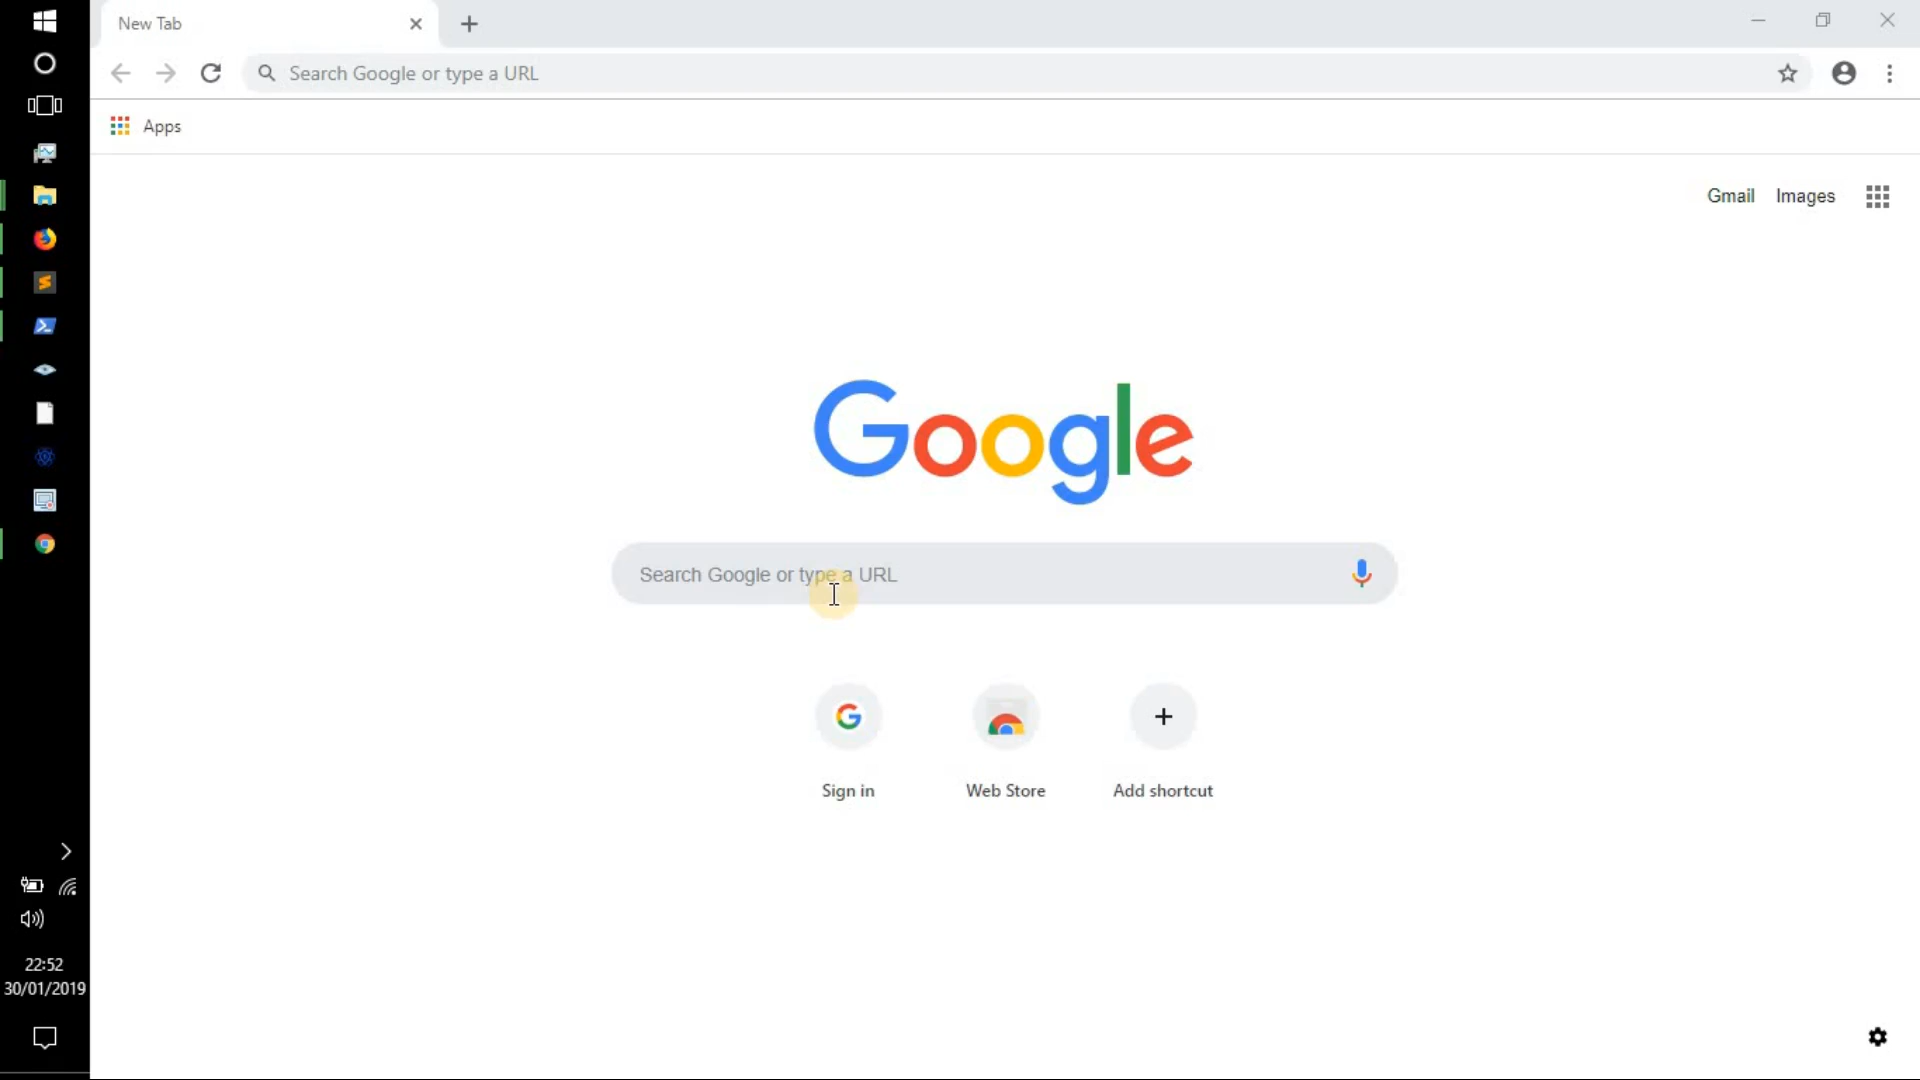 New Tab
Search Google or type a URL
Apps
Gmail Images
Google
Search Google or type a URL
Sign in Web Store Add shortcut
22:52
30/01/2019